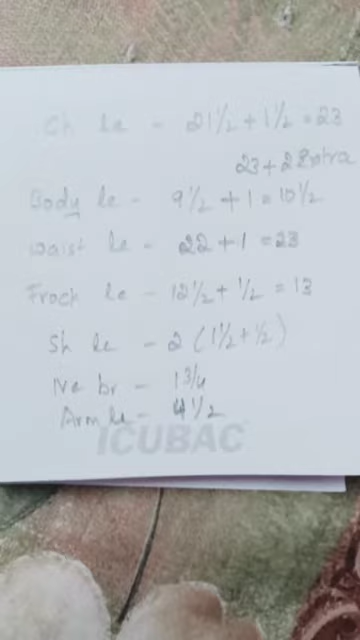 Ch le - 21½ + 1½ = 23
23 + 2 Extra
Body le - 9½ + 1 = 10½
Waist le - 22 + 1 = 23
Frock le - 12½ + ½ = 13
Sh le - 2 (1½ + ½)
Ne br - 1¾
Arm le - 4½
ICUBAC